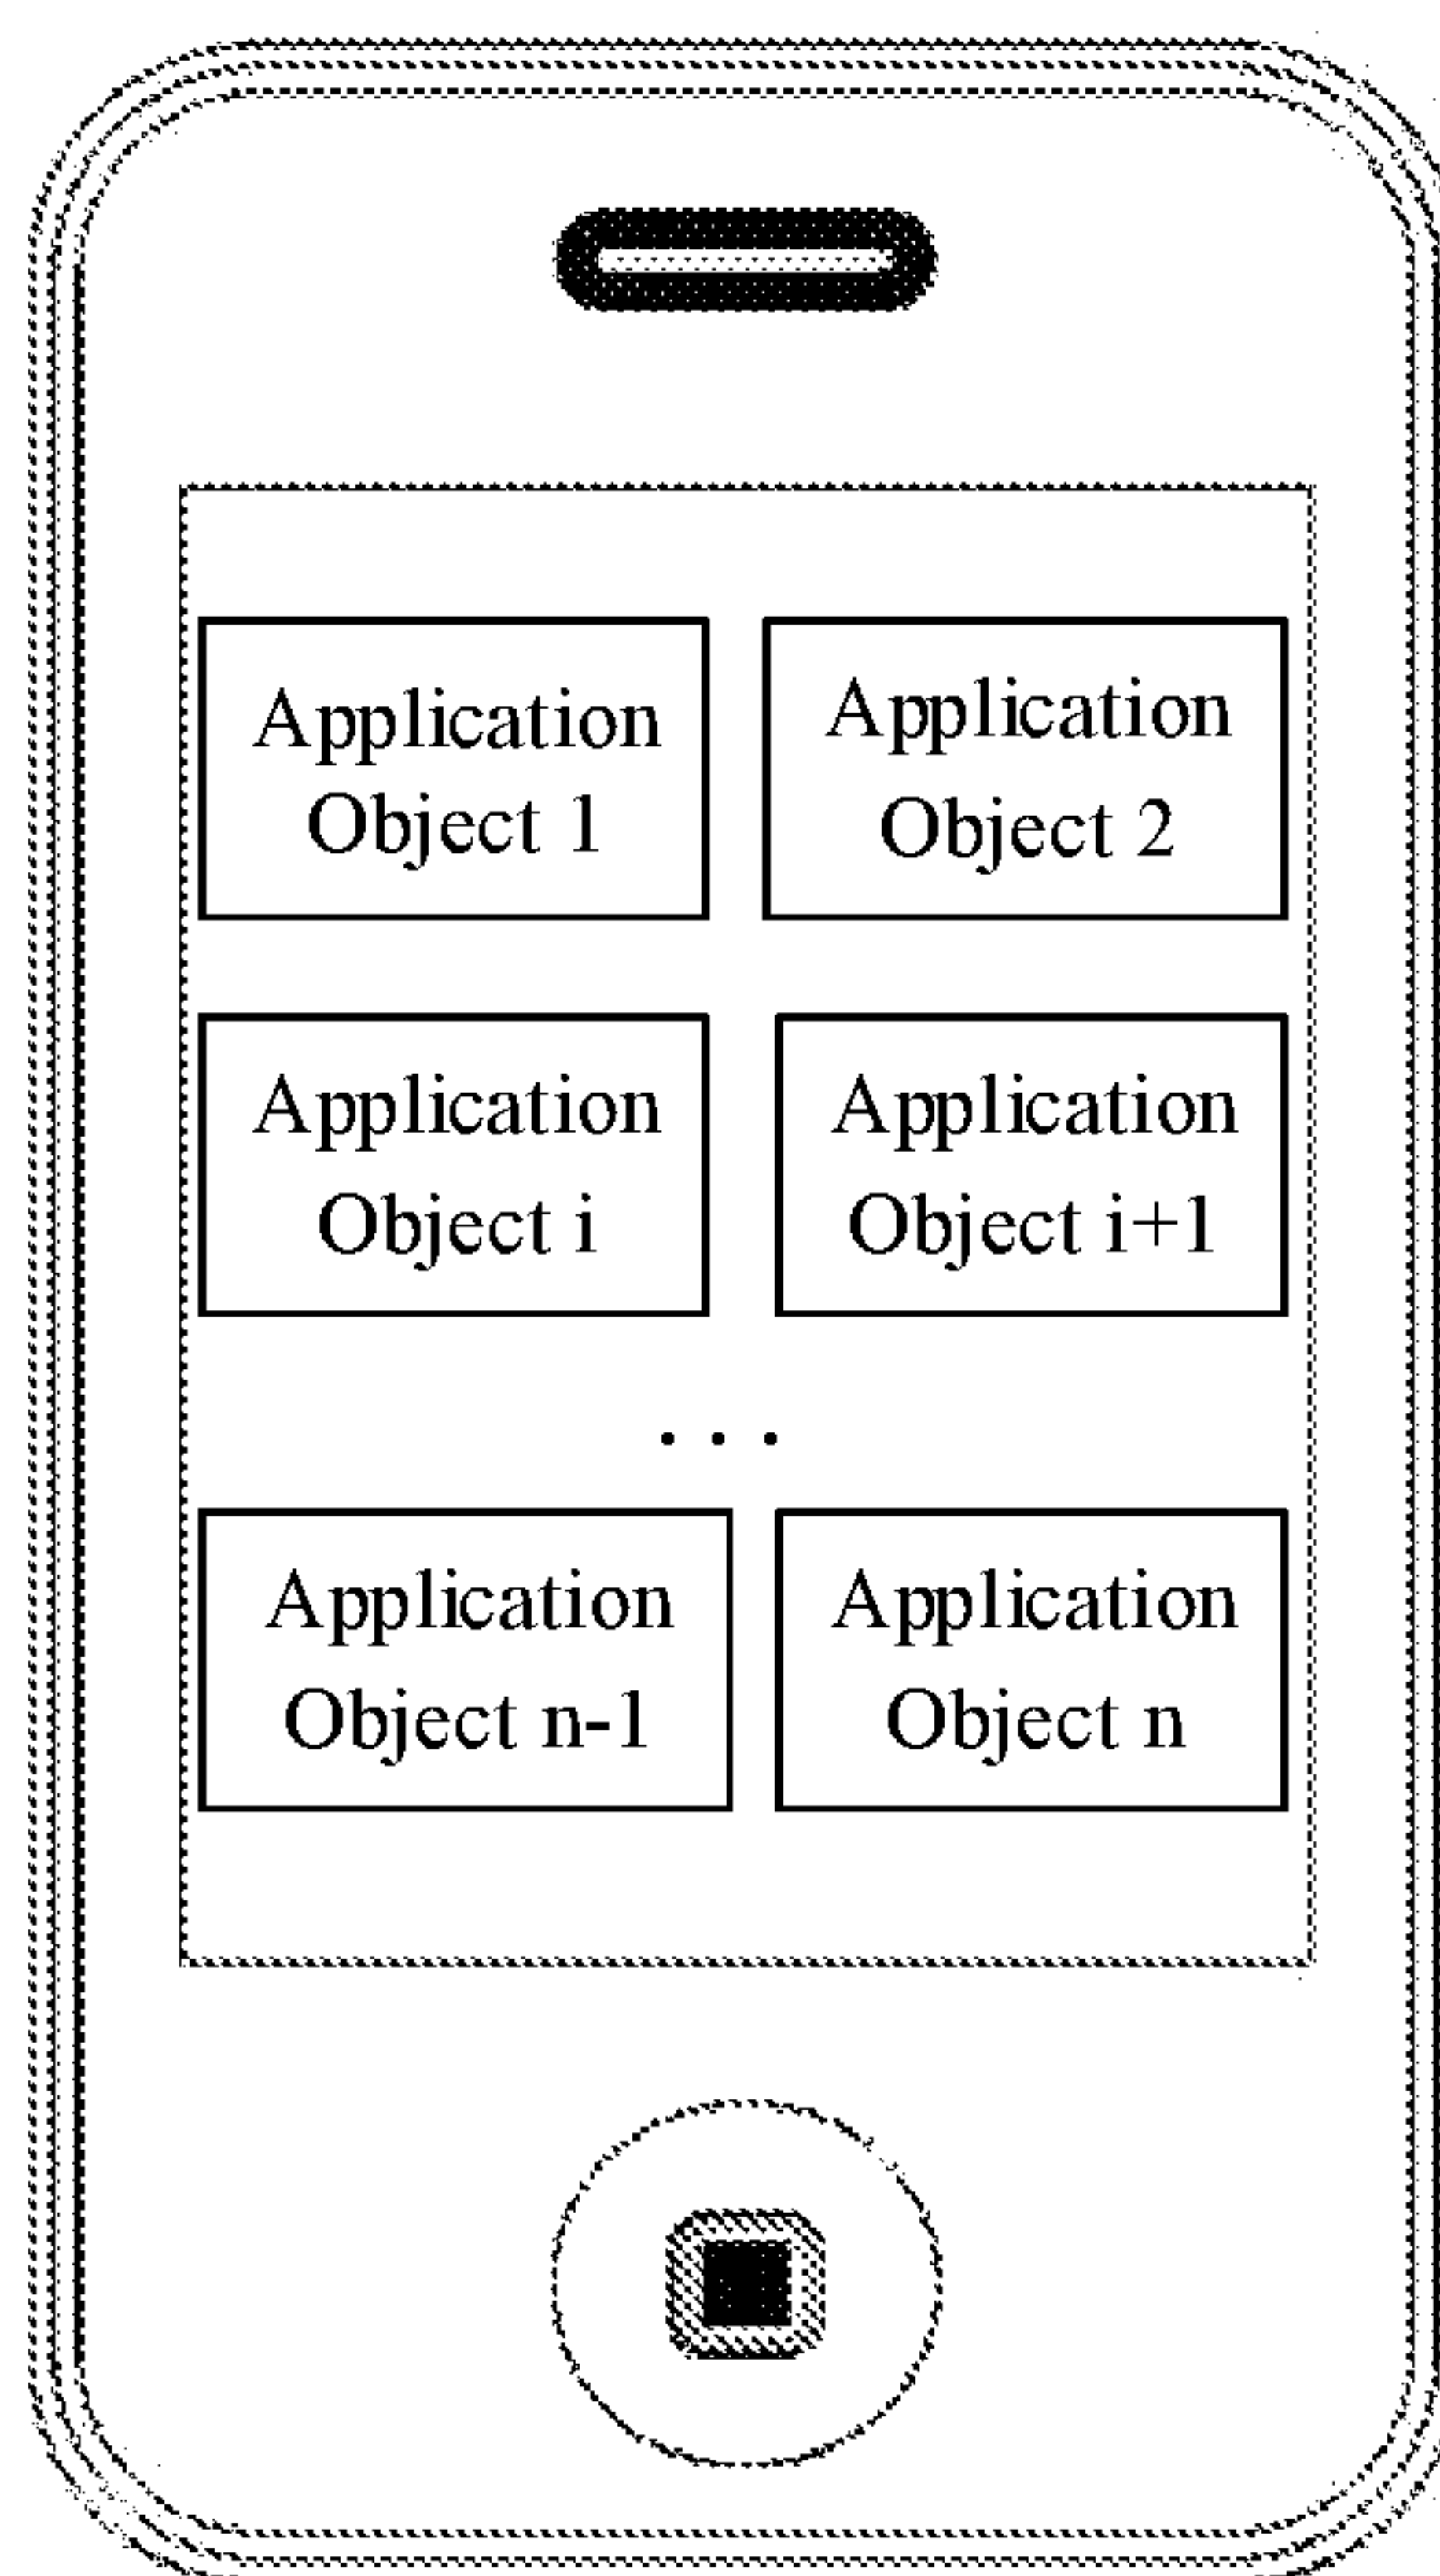 Application
Object 1
Application
Object 2
Application
Object i
Application
Object i+1
. . .
Application
Object n-1
Application
Object n